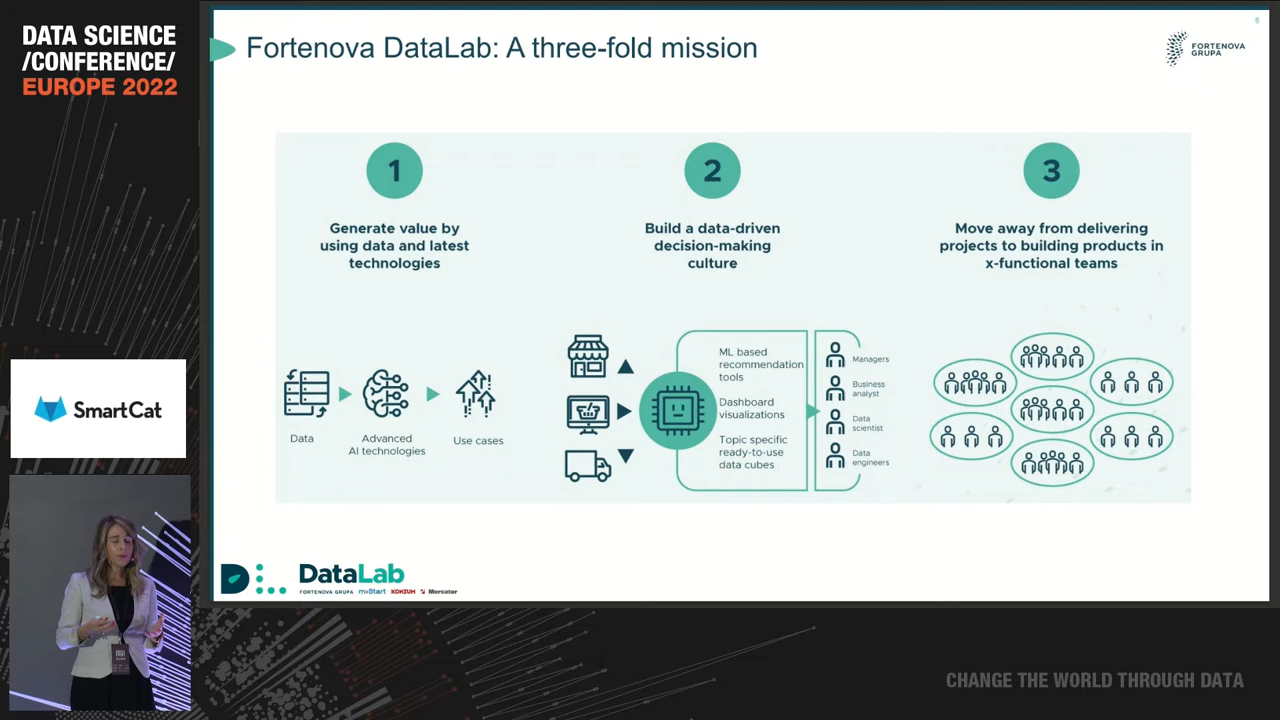 DATA SCIENCE
/CONFERENCE/
EUROPE 2022
SmartCat
6
Fortenova DataLab: A three-fold mission
FORTENOVA
GRUPA
1
Generate value by
using data and latest
technologies
Data
Advanced
AI technologies
Use cases
2
Build a data-driven
decision-making
culture
ML based
recommendation
tools
Dashboard
visualizations
Topic specific
ready-to-use
data cubes
Managers
Business
analyst
Data
scientist
Data
engineers
3
Move away from delivering
projects to building products in
x-functional teams
DataLab
FORTENOVA GRUPA mStart KONZUM Mercator
CHANGE THE WORLD THROUGH DATA